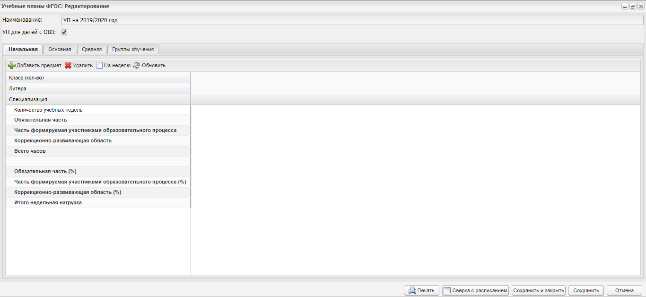 Учебные планы ФГОС: Редактирование
Наименование: УП на 2019/2020 год
УП для детей с ОВЗ:
Начальная Основная Средняя Группы обучения
Добавить предмет Удалить На неделю Обновить
Класс (кол-во)
Литера
Специализация
Количество учебных недель
Обязательная часть
Часть формируемая участниками образовательного процесса
Коррекционно-развивающая область
Всего часов
Обязательная часть (%)
Часть формируемая участниками образовательного процесса (%)
Коррекционно-развивающая область (%)
Итого недельная нагрузка
Печать Сверка с расписанием Сохранить и закрыть Сохранить Отмена